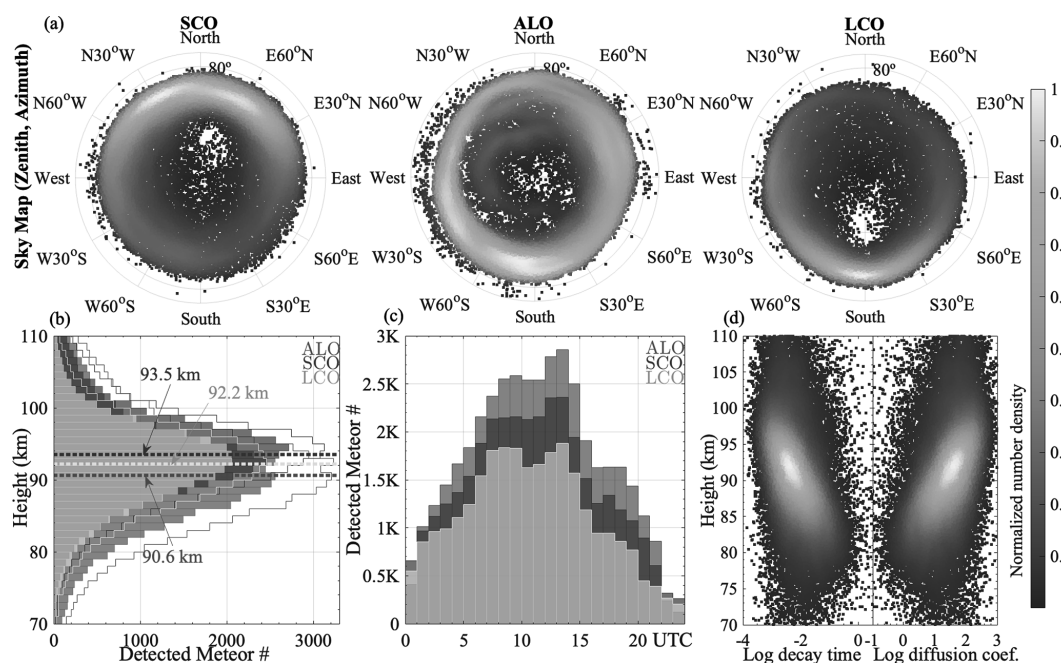 (a)
SCO
ALO
LCO
North
North
North
N30°W
80°
E60°N
N30°W
80°
E60°N
N30°W
80°
E60°N
N60°W
E30°N
N60°W
E30°N
N60°W
E30°N
West
East
West
East
West
East
W30°S
S60°E
W30°S
S60°E
W30°S
S60°E
W60°S
S30°E
W60°S
S30°E
W60°S
S30°E
South
South
South
Sky Map (Zenith, Azimuth)
1
Normalized number density
(b)
110
100
90
80
70
Height (km)
ALO
SCO
LCO
93.5 km
92.2 km
90.6 km
0
1000
2000
3000
Detected Meteor #
(c)
3K
2.5K
2K
1.5K
1K
0.5K
Detected Meteor #
ALO
SCO
LCO
0
5
10
15
20
UTC
(d)
110
105
100
95
90
85
80
75
70
Height (km)
-4
-2
0
-1
0
1
2
3
Log decay time
Log diffusion coef.